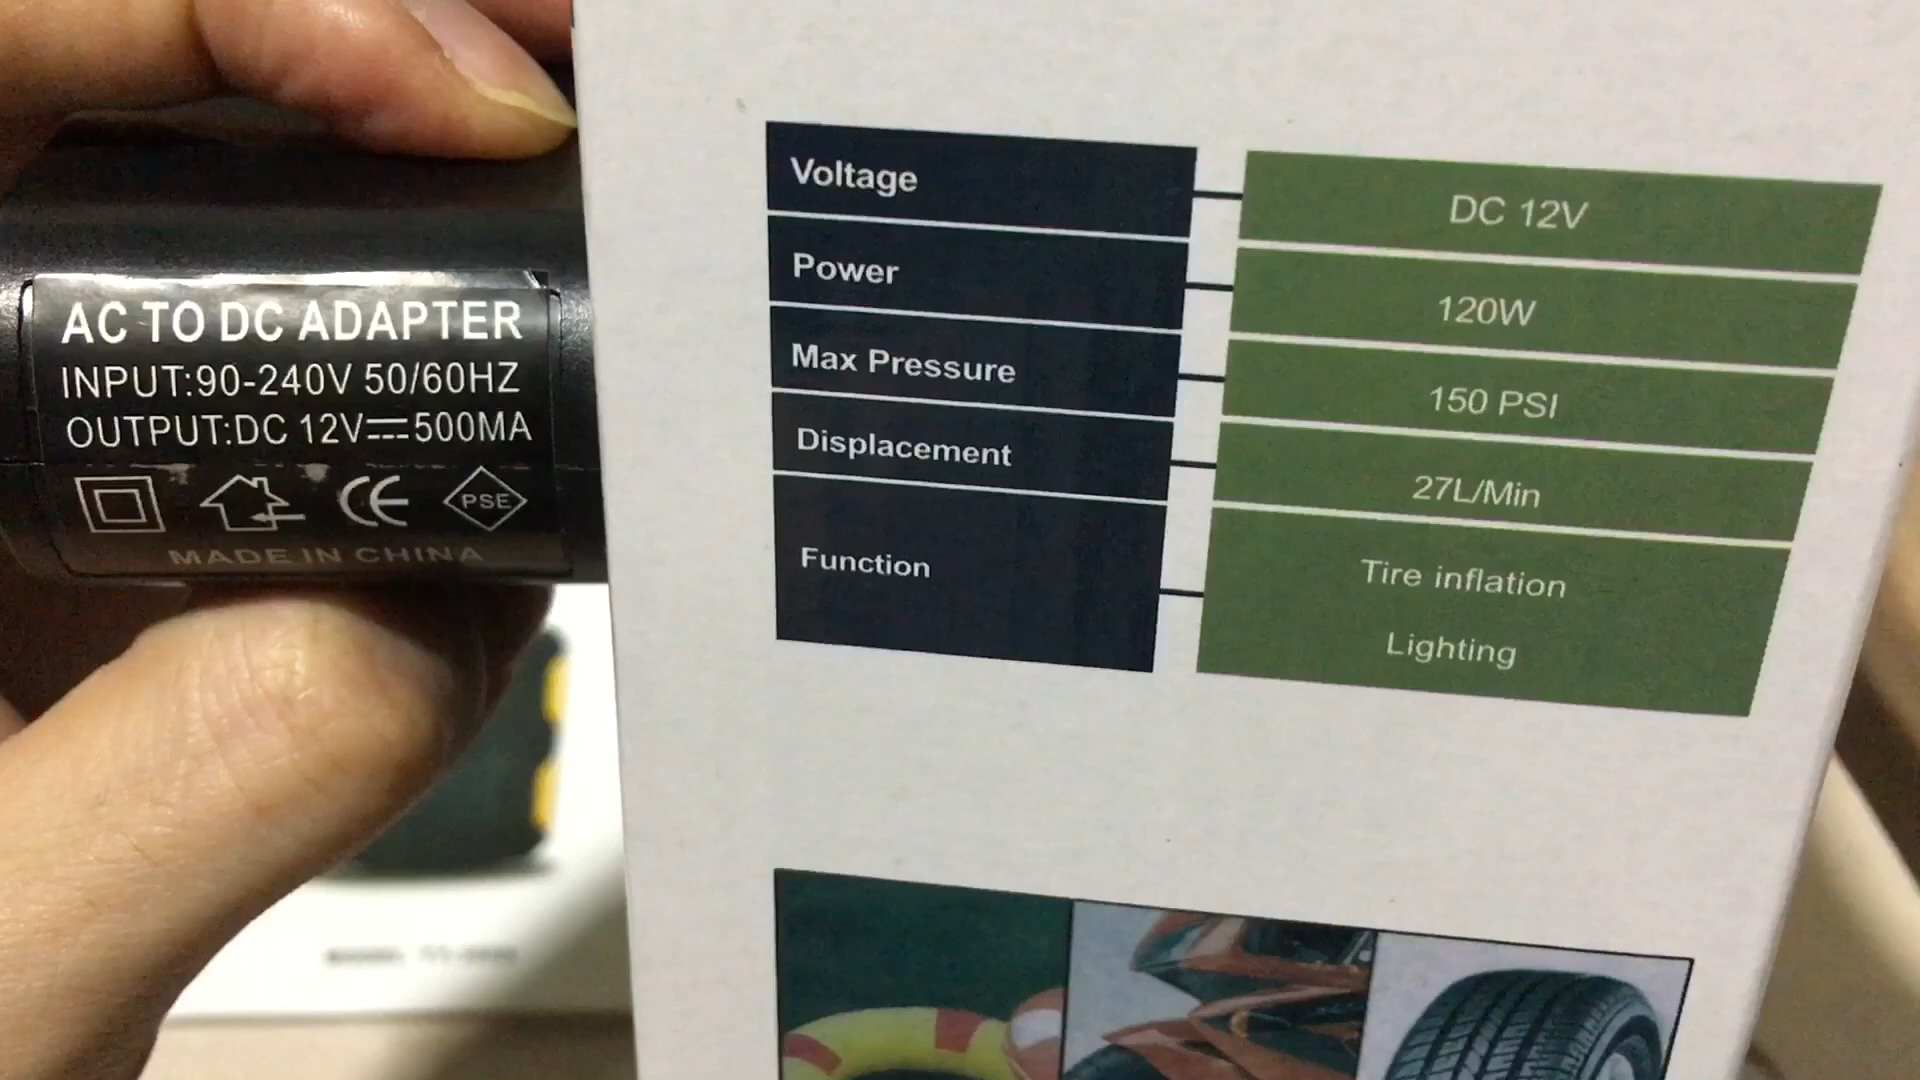 AC TO DC ADAPTER
INPUT:90-240V 50/60HZ
OUTPUT:DC 12V⎓500MA
CE
PSE
MADE IN CHINA
Voltage
DC 12V
Power
120W
Max Pressure
150 PSI
Displacement
27L/Min
Function
Tire inflation
Lighting